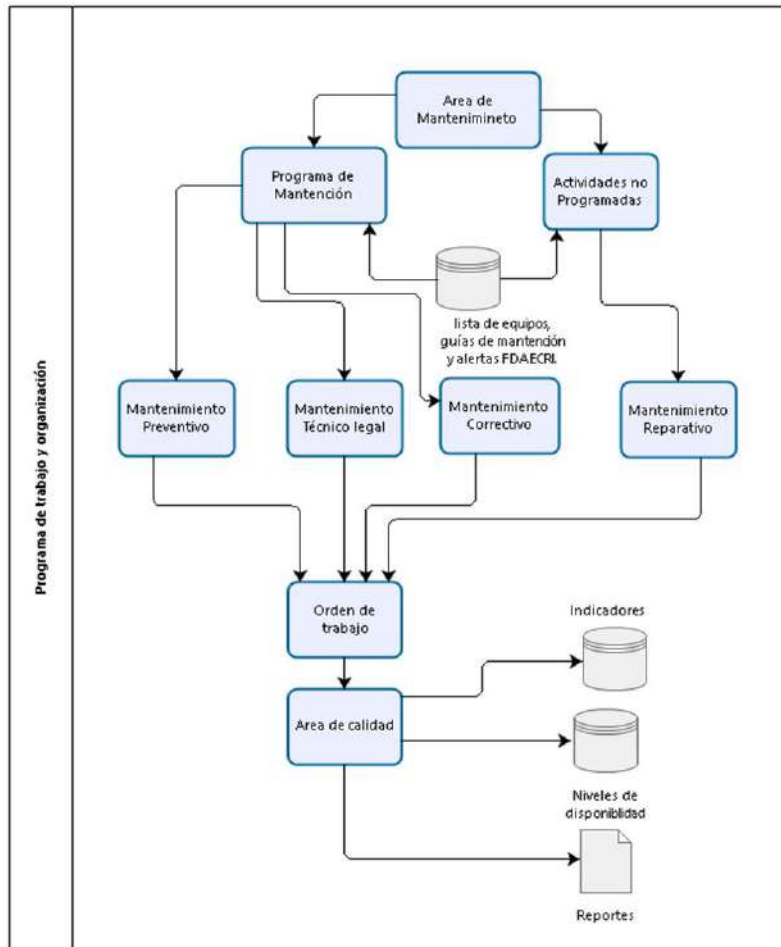 Programa de trabajo y organización
Area de
Mantenimineto
Programa de
Mantención
Actividades no
Programadas
lista de equipos,
guías de mantención
y alertas FDA,ECRI.
Mantenimiento
Preventivo
Mantenimiento
Técnico legal
Mantenimiento
Correctivo
Mantenimiento
Reparativo
Orden de
trabajo
Area de calidad
Indicadores
Niveles de
disponiblidad
Reportes